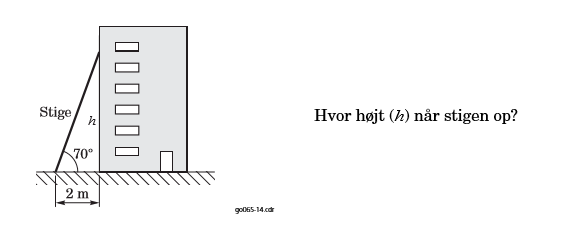 Stige
h
70°
2 m
go065-14.cdr
Hvor højt (h) når stigen op?